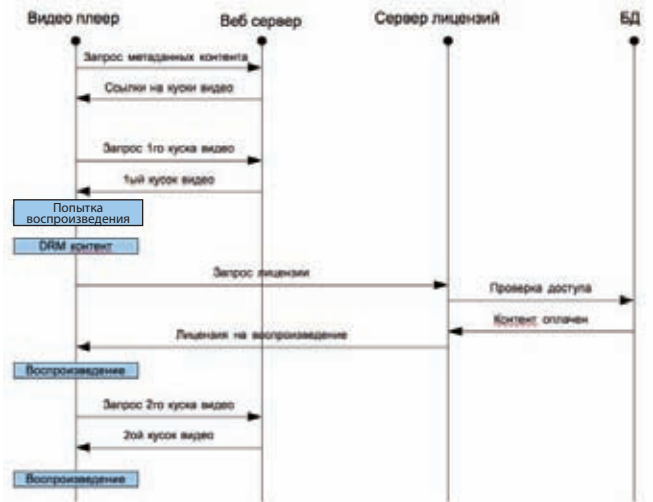 Видео плеер
Веб сервер
Сервер лицензий
БД
Запрос метаданных контента
Ссылки на куски видео
Запрос 1го куска видео
1ый кусок видео
Попытка
воспроизведения
DRM контент
Запрос лицензии
Проверка доступа
Контент оплачен
Лицензия на воспроизведение
Воспроизведение
Запрос 2го куска видео
2ой кусок видео
Воспроизведение